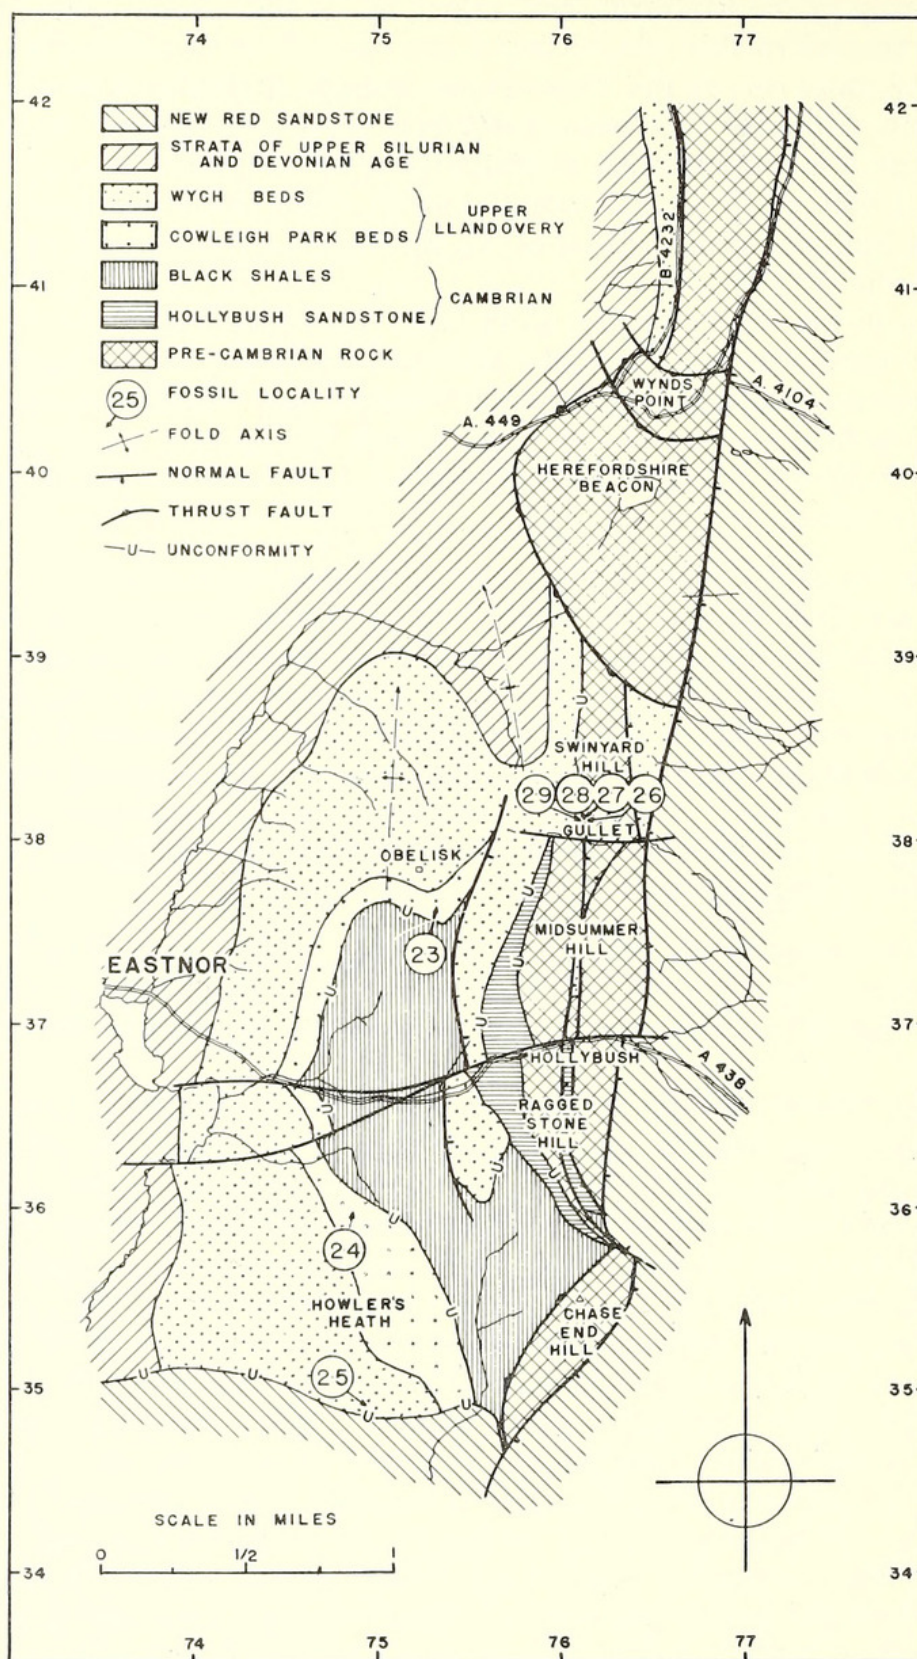 74 75 76 77
42 42
NEW RED SANDSTONE
STRATA OF UPPER SILURIAN
AND DEVONIAN AGE
WYCH BEDS
UPPER
LLANDOVERY
COWLEIGH PARK BEDS
BLACK SHALES
CAMBRIAN
HOLLYBUSH SANDSTONE
PRE-CAMBRIAN ROCK
25 FOSSIL LOCALITY
FOLD AXIS
NORMAL FAULT
THRUST FAULT
U UNCONFORMITY
B. 4232
41 41
WYNDS
POINT
A. 4104
A. 449
40 40
HEREFORDSHIRE
BEACON
39 39
U
SWINYARD
HILL
29 28 27 26
GULLET
38 38
OBELISK
U
U
23
MIDSUMMER
HILL
EASTNOR
U
U
U
37 37
U
U
HOLLYBUSH
A 438
RAGGED
STONE
HILL
U
U
U
36 36
U
24
HOWLER'S
HEATH
U
CHASE
END
HILL
25
35 35
U
U
U
U
SCALE IN MILES
0 1/2 1
34 34
74 75 76 77